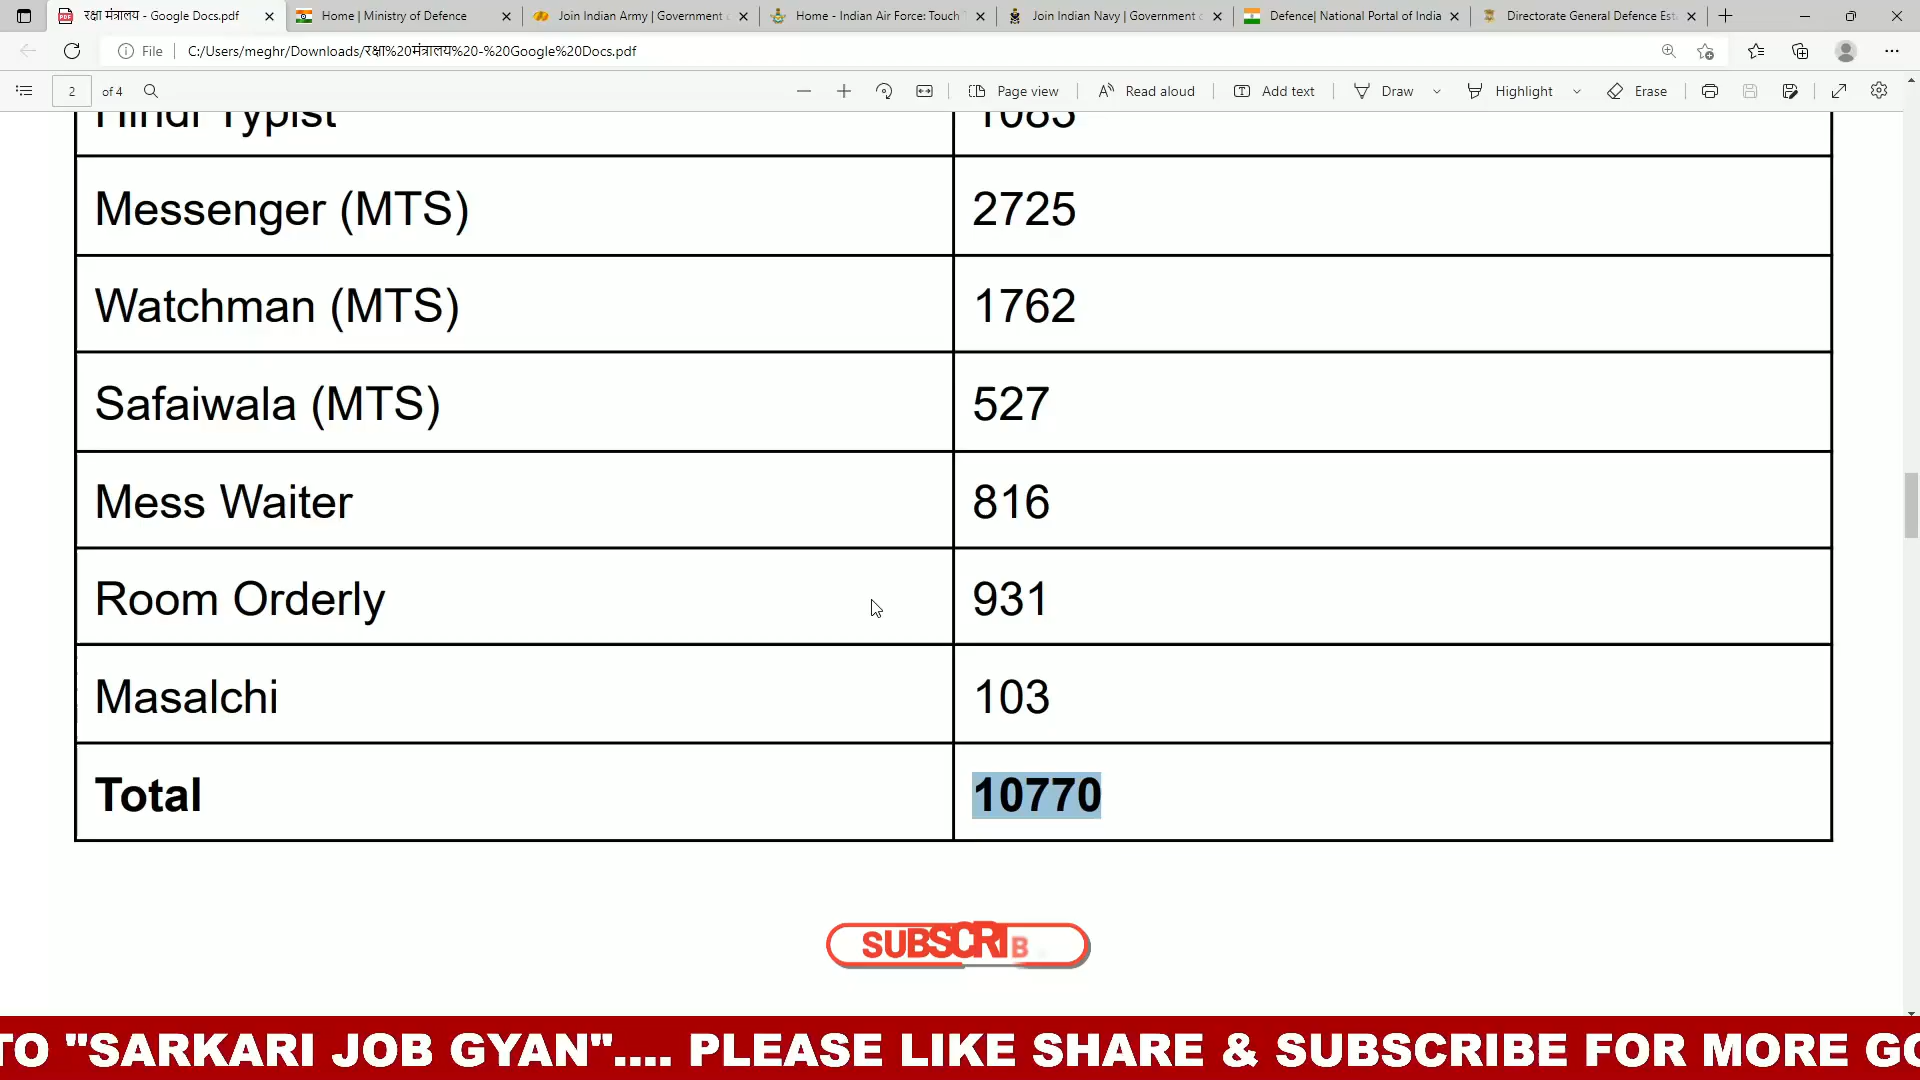 रक्षा मंत्रालय - Google Docs.pdf
Home | Ministry of Defence
Join Indian Army | Government
Home - Indian Air Force: Touch
Join Indian Navy | Government
Defence| National Portal of India
Directorate General Defence Est
File
C:/Users/meghr/Downloads/रक्षा%20मंत्रालय%20-%20Google%20Docs.pdf
2 of 4
Page view
Read aloud
Add text
Draw
Highlight
Erase
Hindi Typist 1085
Messenger (MTS) 2725
Watchman (MTS) 1762
Safaiwala (MTS) 527
Mess Waiter 816
Room Orderly 931
Masalchi 103
Total 10770
SUBSCRIB
TO "SARKARI JOB GYAN".... PLEASE LIKE SHARE & SUBSCRIBE FOR MORE GO